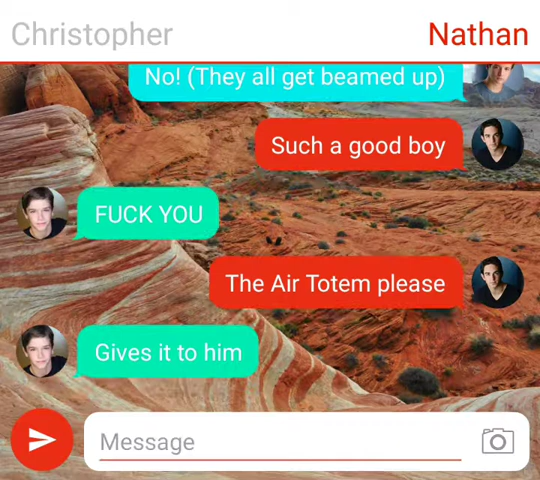 Christopher
Nathan
No! (They all get beamed up)
Such a good boy
FUCK YOU
The Air Totem please
Gives it to him
Message